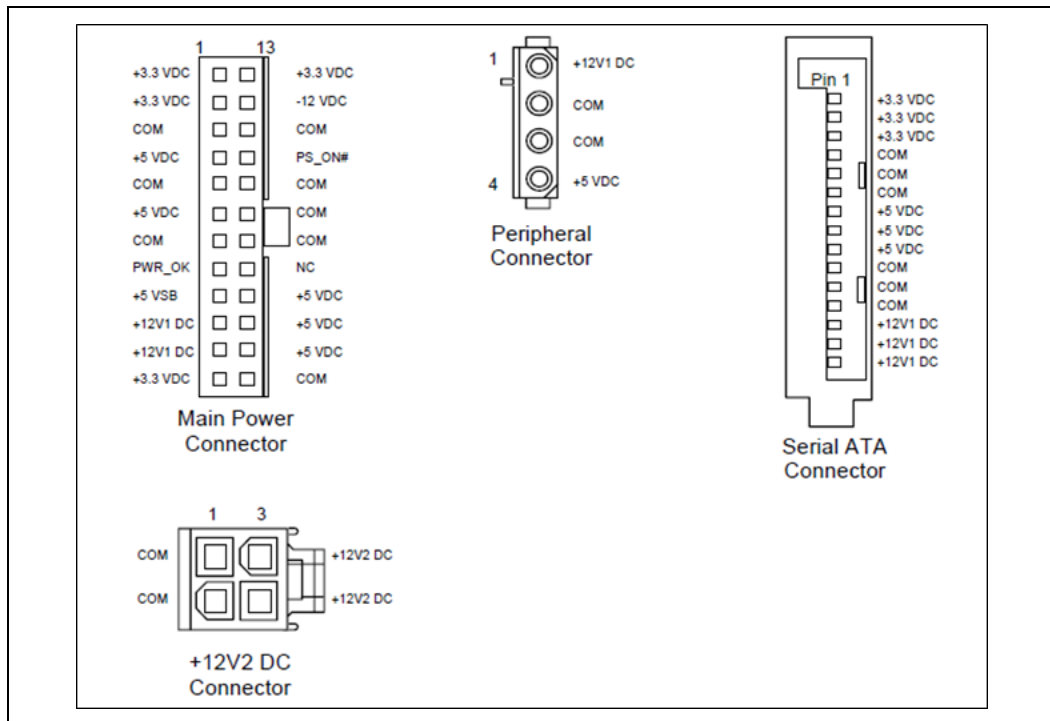 1 13
+3.3 VDC +3.3 VDC
+3.3 VDC -12 VDC
COM COM
+5 VDC PS_ON#
COM COM
+5 VDC COM
COM COM
PWR_OK NC
+5 VSB +5 VDC
+12V1 DC +5 VDC
+12V1 DC +5 VDC
+3.3 VDC COM
Main Power
Connector
1 +12V1 DC
COM
COM
4 +5 VDC
Peripheral
Connector
Pin 1
+3.3 VDC
+3.3 VDC
+3.3 VDC
COM
COM
COM
+5 VDC
+5 VDC
+5 VDC
COM
COM
COM
+12V1 DC
+12V1 DC
+12V1 DC
Serial ATA
Connector
1 3
COM +12V2 DC
COM +12V2 DC
+12V2 DC
Connector